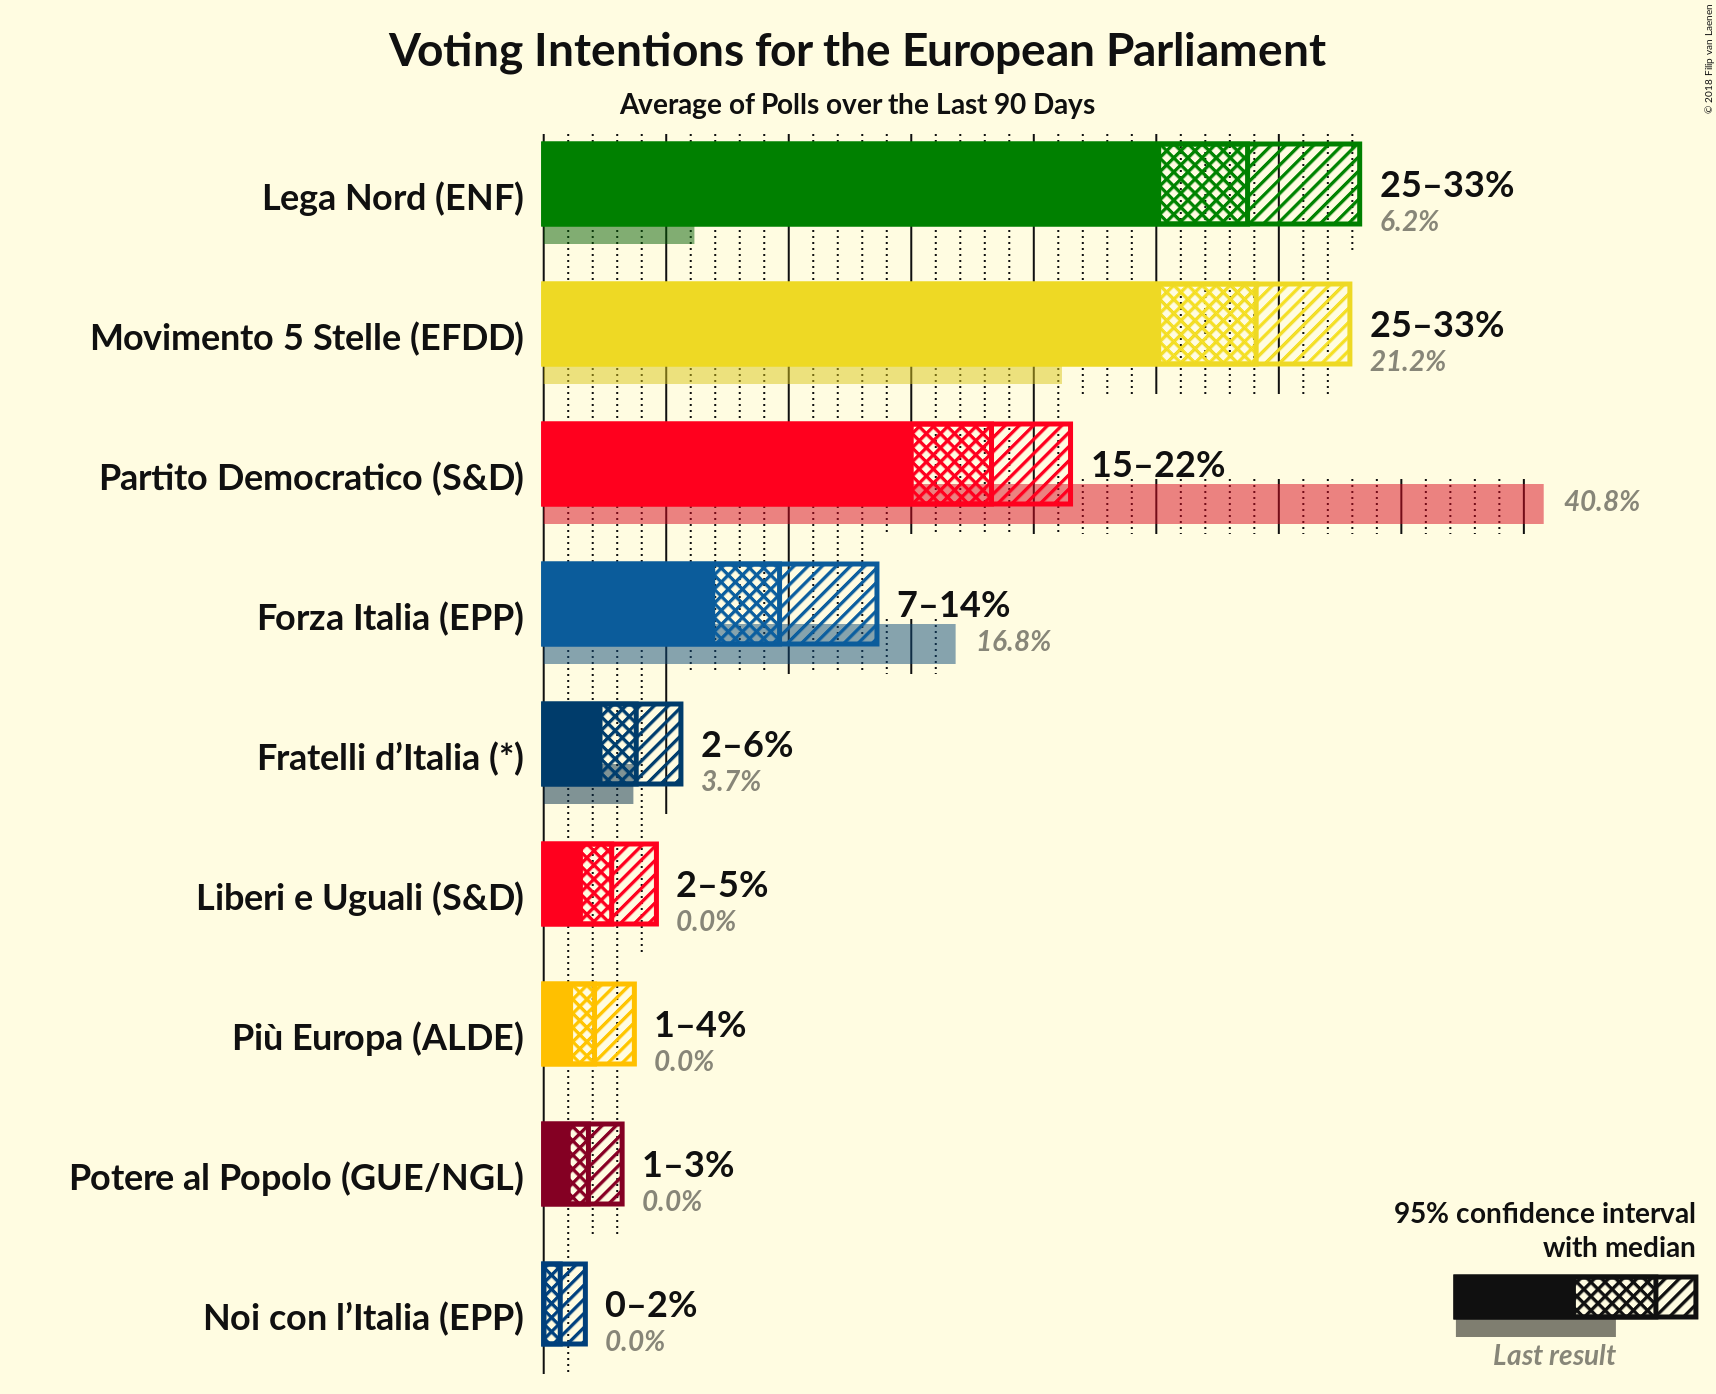 Voting Intentions for the European Parliament
Average of Polls over the Last 90 Days
© 2018 Filip van Laenen
Lega Nord (ENF)
25–33%
6.2%
Movimento 5 Stelle (EFDD)
25–33%
21.2%
Partito Democratico (S&D)
15–22%
40.8%
Forza Italia (EPP)
7–14%
16.8%
Fratelli d’Italia (*)
2–6%
3.7%
Liberi e Uguali (S&D)
2–5%
0.0%
Più Europa (ALDE)
1–4%
0.0%
Potere al Popolo (GUE/NGL)
1–3%
0.0%
Noi con l’Italia (EPP)
0–2%
0.0%
95% confidence interval
with median
Last result